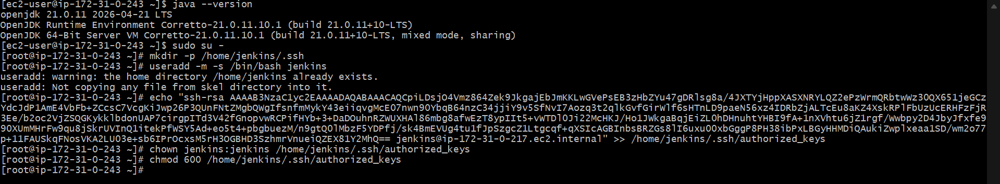 [ec2-user@ip-172-31-0-243 ~]$ java --version
openjdk 21.0.11 2026-04-21 LTS
OpenJDK Runtime Environment Corretto-21.0.11.10.1 (build 21.0.11+10-LTS)
OpenJDK 64-Bit Server VM Corretto-21.0.11.10.1 (build 21.0.11+10-LTS, mixed mode, sharing)
[ec2-user@ip-172-31-0-243 ~]$ sudo su -
[root@ip-172-31-0-243 ~]# mkdir -p /home/jenkins/.ssh
[root@ip-172-31-0-243 ~]# useradd -m -s /bin/bash jenkins
useradd: warning: the home directory /home/jenkins already exists.
useradd: Not copying any file from skel directory into it.
[root@ip-172-31-0-243 ~]# echo "ssh-rsa AAAAB3NzaC1yc2EAAAADAQABAAACAQCpiLDsjO4Vmz864Zek9JkgajEbJmKKLwGVePsEB3zHbZYu47gDRlsg8a/4JXTYjHppXASXNRYLQZ2ePzWrmQRbtwWz3OQX651jeGCz
YdcJdP1AmE4VbFb+ZCcsC7VcgKiJwp26P3QUnFNtZMgbQWgIfsnfmMykY43eiiqvgMcE07nwn90YbqB64nzC34jjiY9v5SfNvI7Aozq3t2qlkGvfGirWlf6sHTnLD9paeN56xz4IDRbZjALTcEu8aKZ4XskRPlFbUzUcERHFzFjR
3Ee/b2oc2VjZSQGKykklbdonUAP7cirgpITd3V42fGnopvwRCPifHYb+3+DaDOuhnRZWUXHAl86mbg8afwEzT8ypIIt5+vWTDl0Ji22McHKJ/Ho1JWkgaBqjEiZL0hDHnuhtYHBI9fA+1nXVhtu6jZ1rgf/Wwbpy2D4JbyJfxfe9
90XUmMHrFw9qu8jSkrUVInQ1itekPfWSY5Ad+eo5t4+pbgbuezM/n9gtQ0lMbzF5YDPfj/sk4BmEVUg4tu1fJpSzgcZ1Ltgcqf+qXSIcAGBInbsBRZGs8lI6uxu00xbGggP8PH38ibPxLBGyHHMDiQAukiZwplxeaa1SD/wm2o77
p+11FAUSkqFNosVKA2LU03e+sb6IPrOcxsM5rH3OGBHD3SzhmrVnueiQZEX81Y2MhQ== jenkins@ip-172-31-0-217.ec2.internal" >> /home/jenkins/.ssh/authorized_keys
[root@ip-172-31-0-243 ~]# chown jenkins:jenkins /home/jenkins/.ssh/authorized_keys
[root@ip-172-31-0-243 ~]# chmod 600 /home/jenkins/.ssh/authorized_keys
[root@ip-172-31-0-243 ~]#